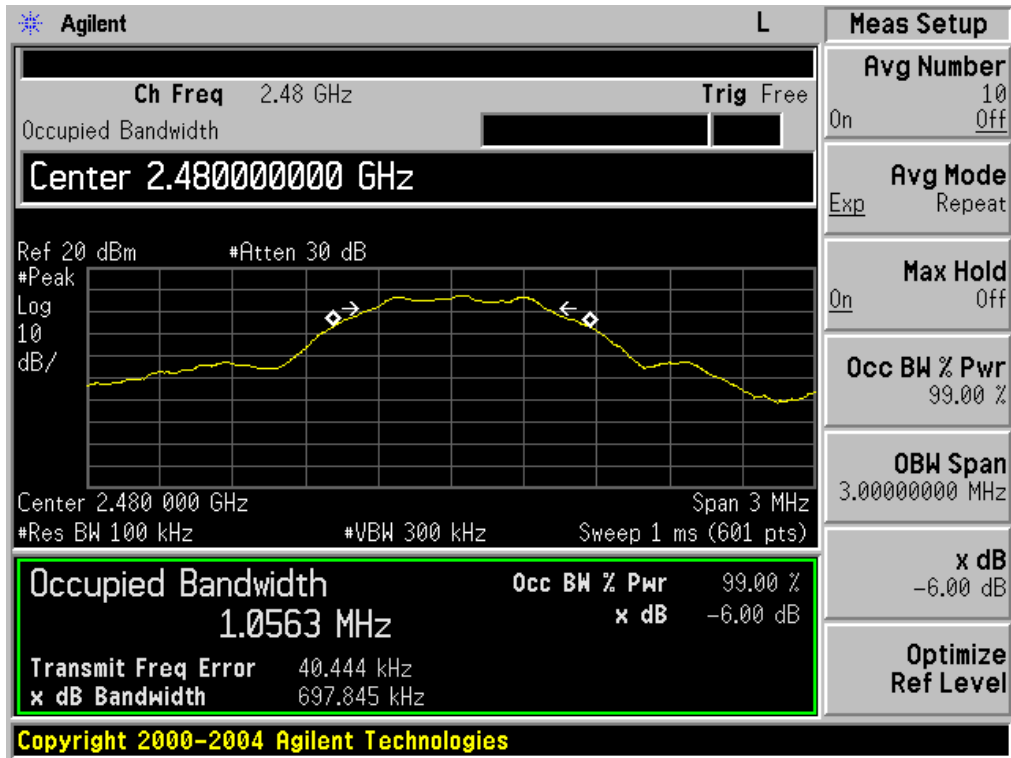 Agilent L
Ch Freq 2.48 GHz Trig Free
Occupied Bandwidth
Center 2.480000000 GHz
Ref 20 dBm #Atten 30 dB
#Peak
Log
10
dB/
Center 2.480 000 GHz Span 3 MHz
#Res BW 100 kHz #VBW 300 kHz Sweep 1 ms (601 pts)
Occupied Bandwidth Occ BW % Pwr 99.00 %
1.0563 MHz x dB -6.00 dB
Transmit Freq Error 40.444 kHz
x dB Bandwidth 697.845 kHz
Copyright 2000-2004 Agilent Technologies
Meas Setup
Avg Number
10
On Off
Avg Mode
Exp Repeat
Max Hold
On Off
Occ BW % Pwr
99.00 %
OBW Span
3.00000000 MHz
x dB
-6.00 dB
Optimize
Ref Level